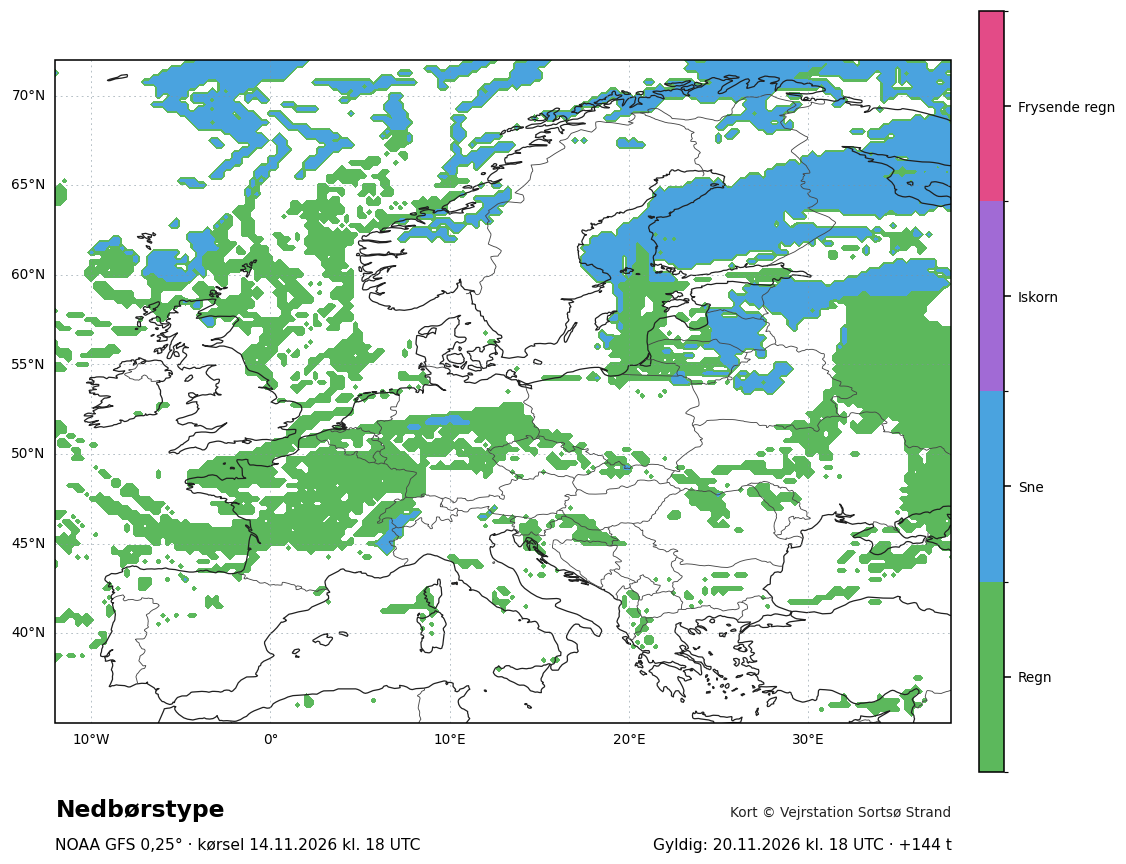 70°N
65°N
60°N
55°N
50°N
45°N
40°N
10°W
0°
10°E
20°E
30°E
Frysende regn
Iskorn
Sne
Regn
Nedbørstype
Kort © Vejrstation Sortsø Strand
NOAA GFS 0,25° · kørsel 14.11.2026 kl. 18 UTC
Gyldig: 20.11.2026 kl. 18 UTC · +144 t